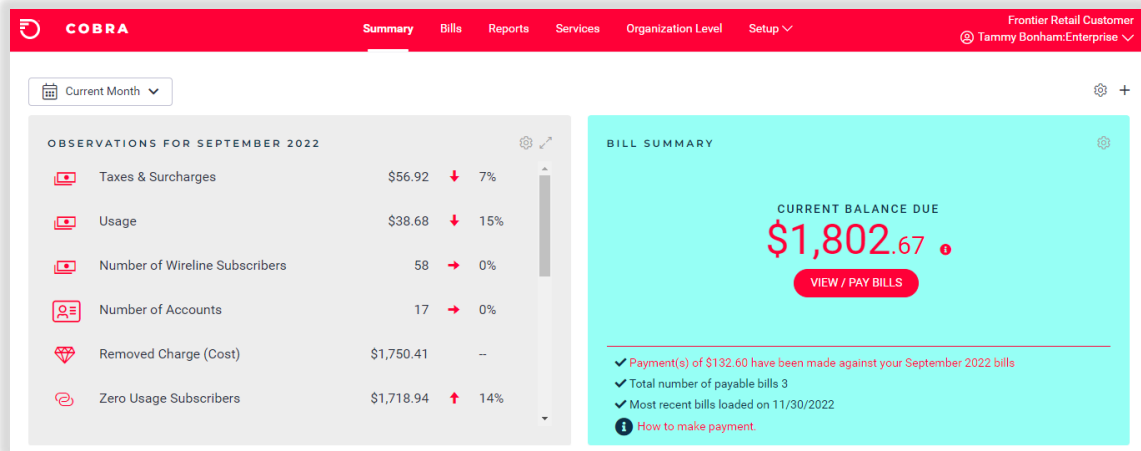 COBRA Summary Bills Reports Services Organization Level Setup Frontier Retail Customer
Tammy Bonham:Enterprise
Current Month
OBSERVATIONS FOR SEPTEMBER 2022
Taxes & Surcharges $56.92 7%
Usage $38.68 15%
Number of Wireline Subscribers 58 0%
Number of Accounts 17 0%
Removed Charge (Cost) $1,750.41 --
Zero Usage Subscribers $1,718.94 14%
BILL SUMMARY
CURRENT BALANCE DUE
$1,802.67
VIEW / PAY BILLS
Payment(s) of $132.60 have been made against your September 2022 bills
Total number of payable bills 3
Most recent bills loaded on 11/30/2022
How to make payment.